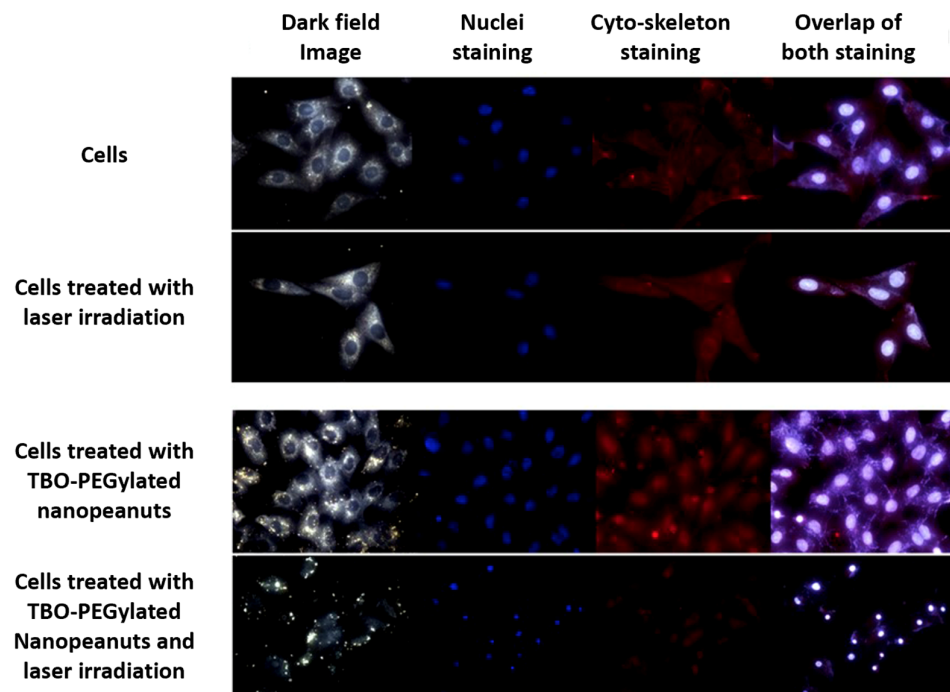 Dark field
Image
Nuclei
staining
Cyto-skeleton
staining
Overlap of
both staining
Cells
Cells treated with
laser irradiation
Cells treated with
TBO-PEGylated
nanopeanuts
Cells treated with
TBO-PEGylated
Nanopeanuts and
laser irradiation